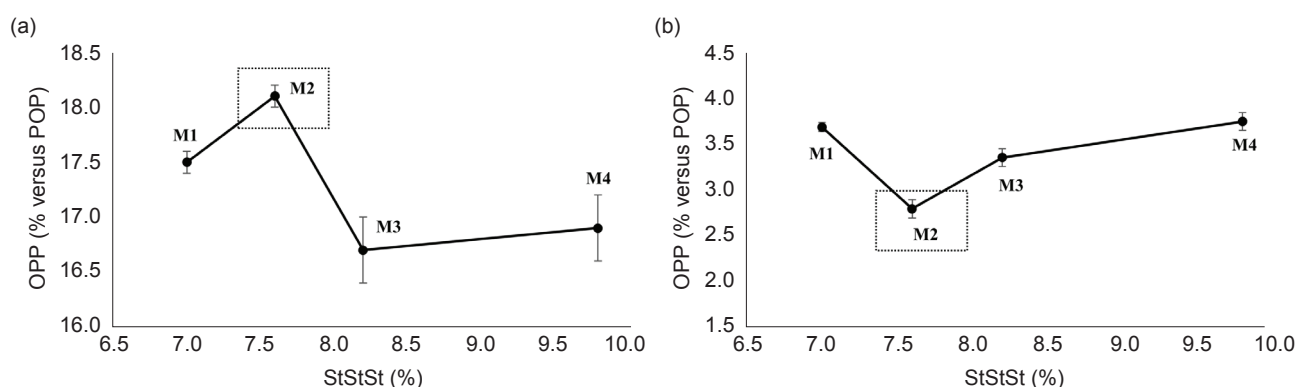 (a)
OPP (% versus POP)
18.5
18.0
17.5
17.0
16.5
16.0
M1
M2
M3
M4
6.5 7.0 7.5 8.0 8.5 9.0 9.5 10.0
StStSt (%)
(b)
OPP (% versus POP)
4.5
4.0
3.5
3.0
2.5
2.0
1.5
M1
M2
M3
M4
6.5 7.0 7.5 8.0 8.5 9.0 9.5 10.0
StStSt (%)